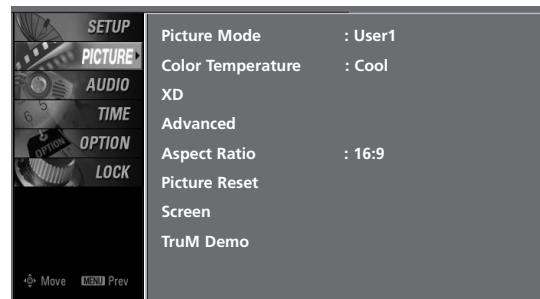 SETUP
PICTURE
AUDIO
TIME
OPTION
LOCK
Move MENU Prev
Picture Mode : User1
Color Temperature : Cool
XD
Advanced
Aspect Ratio : 16:9
Picture Reset
Screen
TruM Demo